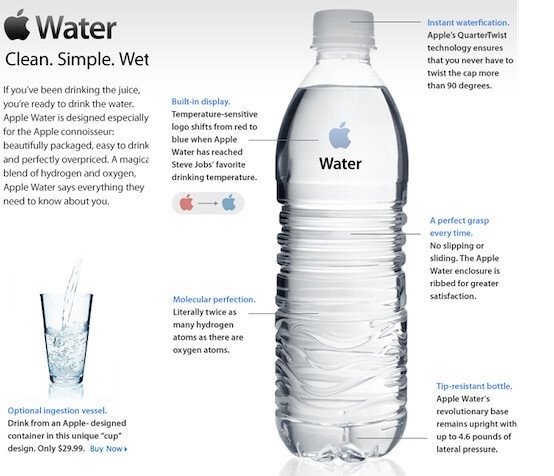 Water
Clean. Simple. Wet
If you've been drinking the juice,
you're ready to drink the water.
Apple Water is designed especially
for the Apple connoisseur:
beautifully packaged, easy to drink
and perfectly overpriced. A magica
blend of hydrogen and oxygen,
Apple Water says everything they
need to know about you.
Optional ingestion vessel.
Drink from an Apple- designed
container in this unique "cup"
design. Only $29.99. Buy Now›
Built-in display.
Temperature-sensitive
logo shifts from red to
blue when Apple
Water has reached
Steve Jobs' favorite
drinking temperature.
Molecular perfection.
Literally twice as
many hydrogen
atoms as there are
oxygen atoms.
Water
Instant waterfication.
Apple's QuarterTwist
technology ensures
that you never have to
twist the cap more
than 90 degrees.
A perfect grasp
every time.
No slipping or
sliding. The Apple
Water enclosure is
ribbed for greater
satisfaction.
Tip-resistant bottle.
Apple Water's
revolutionary base
remains upright with
up to 4.6 pounds of
lateral pressure.